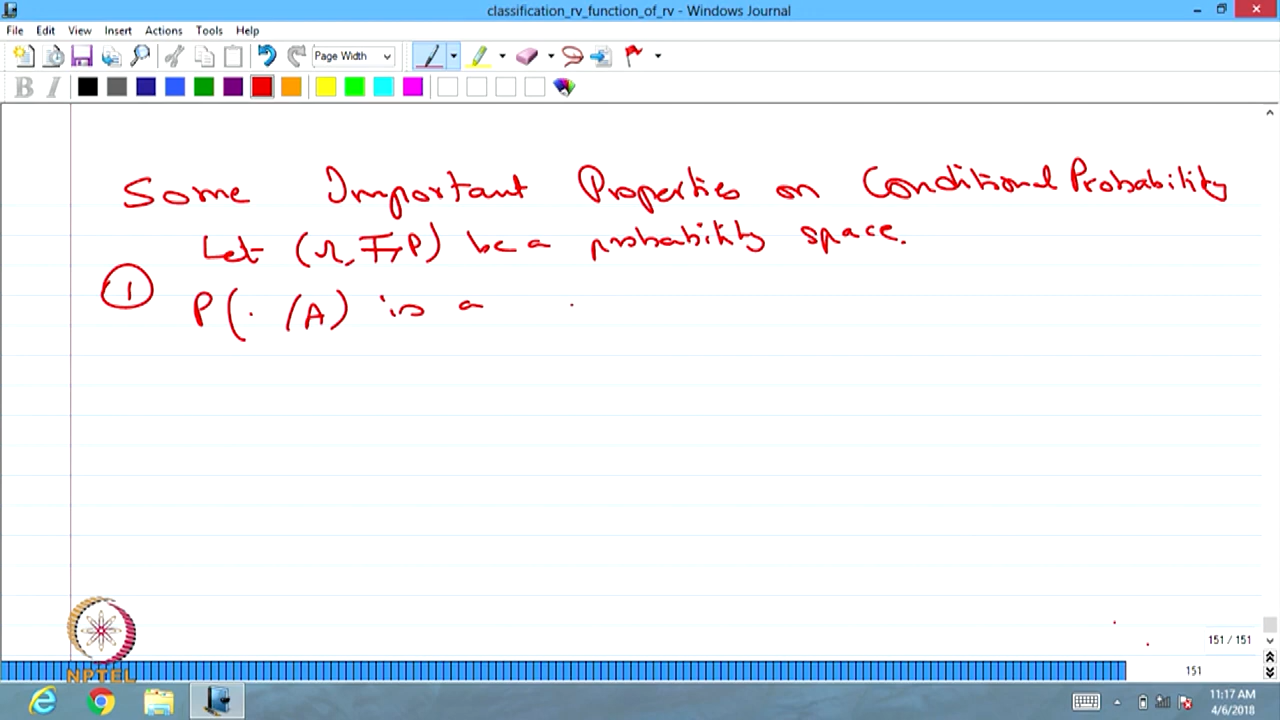 classification_rv_function_of_rv - Windows Journal
File Edit View Insert Actions Tools Help
Page Width
B I
Some Important Properties on Conditional Probability
Let (Ω, F, P) be a probability space.
① P(· /A) is a
151 / 151
NPTEL
151
11:17 AM
4/6/2018